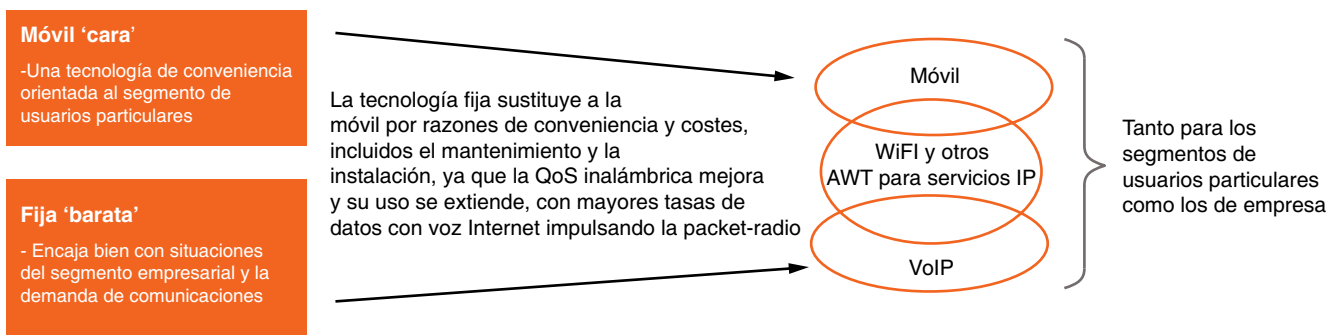 Móvil ‘cara’
-Una tecnología de conveniencia
orientada al segmento de
usuarios particulares
Fija ‘barata’
- Encaja bien con situaciones
del segmento empresarial y la
demanda de comunicaciones
La tecnología fija sustituye a la
móvil por razones de conveniencia y costes,
incluidos el mantenimiento y la
instalación, ya que la QoS inalámbrica mejora
y su uso se extiende, con mayores tasas de
datos con voz Internet impulsando la packet-radio
Móvil
WiFI y otros
AWT para servicios IP
VoIP
Tanto para los
segmentos de
usuarios particulares
como los de empresa